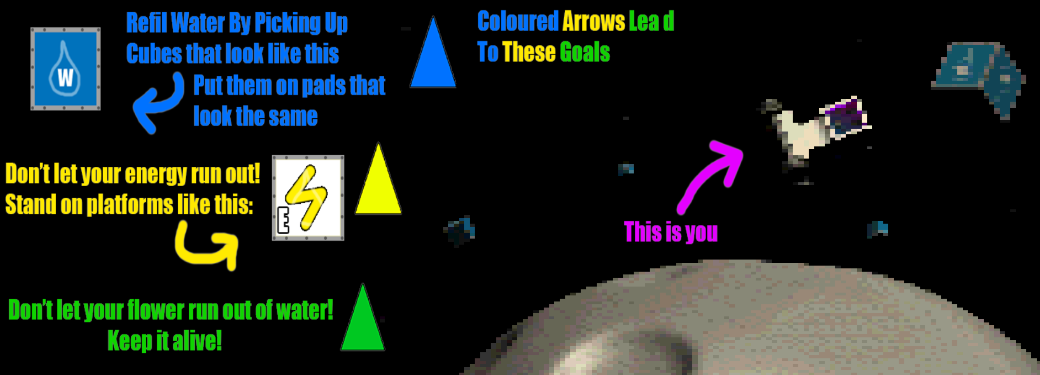 Refil Water By Picking Up
Cubes that look like this
Put them on pads that
look the same
W
Coloured Arrows Lea d
To These Goals
Don't let your energy run out!
Stand on platforms like this:
E
This is you
Don't let your flower run out of water!
Keep it alive!